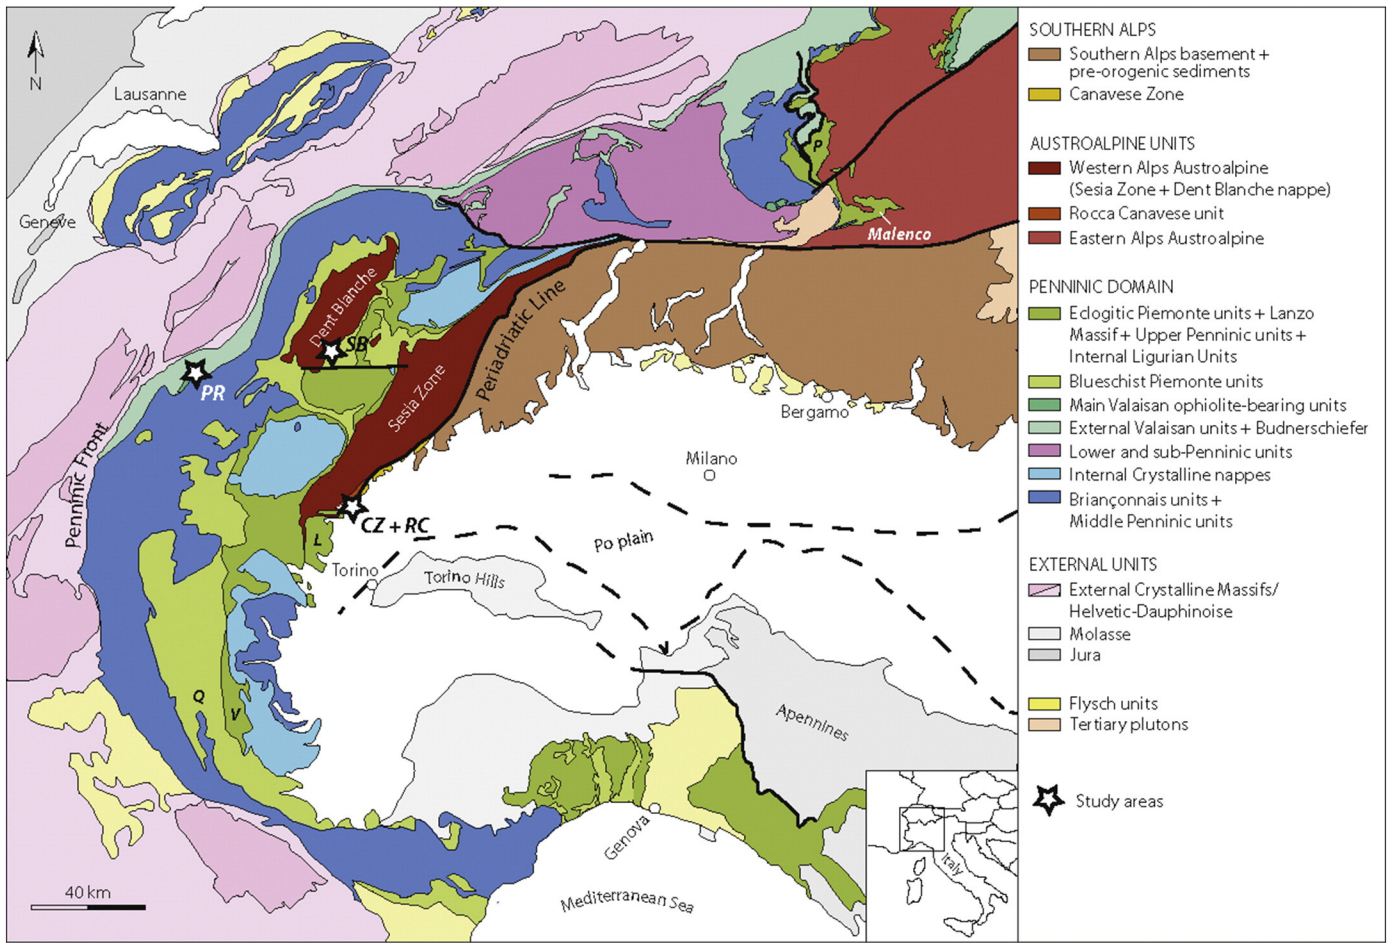 N
Lausanne
Geneve
P
Malenco
Dent Blanche
SB
Periadriatic Line
Sesia Zone
PR
Penninic Front
Bergamo
Milano
CZ + RC
L
Po plain
Torino
Torino Hills
Q
V
Apennines
Genova
Mediterranean Sea
40 km
Italy
SOUTHERN ALPS
Southern Alps basement +
pre-orogenic sediments
Canavese Zone
AUSTROALPINE UNITS
Western Alps Austroalpine
(Sesia Zone + Dent Blanche nappe)
Rocca Canavese unit
Eastern Alps Austroalpine
PENNINIC DOMAIN
Eclogitic Piemonte units + Lanzo
Massif + Upper Penninic units +
Internal Ligurian Units
Blueschist Piemonte units
Main Valaisan ophiolite-bearing units
External Valaisan units + Budnerschiefer
Lower and sub-Penninic units
Internal Crystalline nappes
Briançonnais units +
Middle Penninic units
EXTERNAL UNITS
External Crystalline Massifs/
Helvetic-Dauphinoise
Molasse
Jura
Flysch units
Tertiary plutons
Study areas